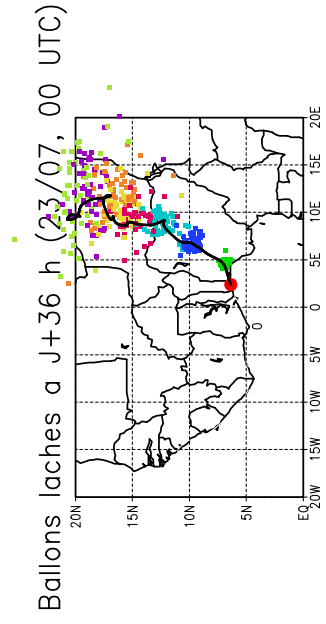 Ballons laches a J+36 h (23/07, 00 UTC)
20N
15N
10N
5N
EQ
0
20W 15W 10W 5W 0 5E 10E 15E 20E